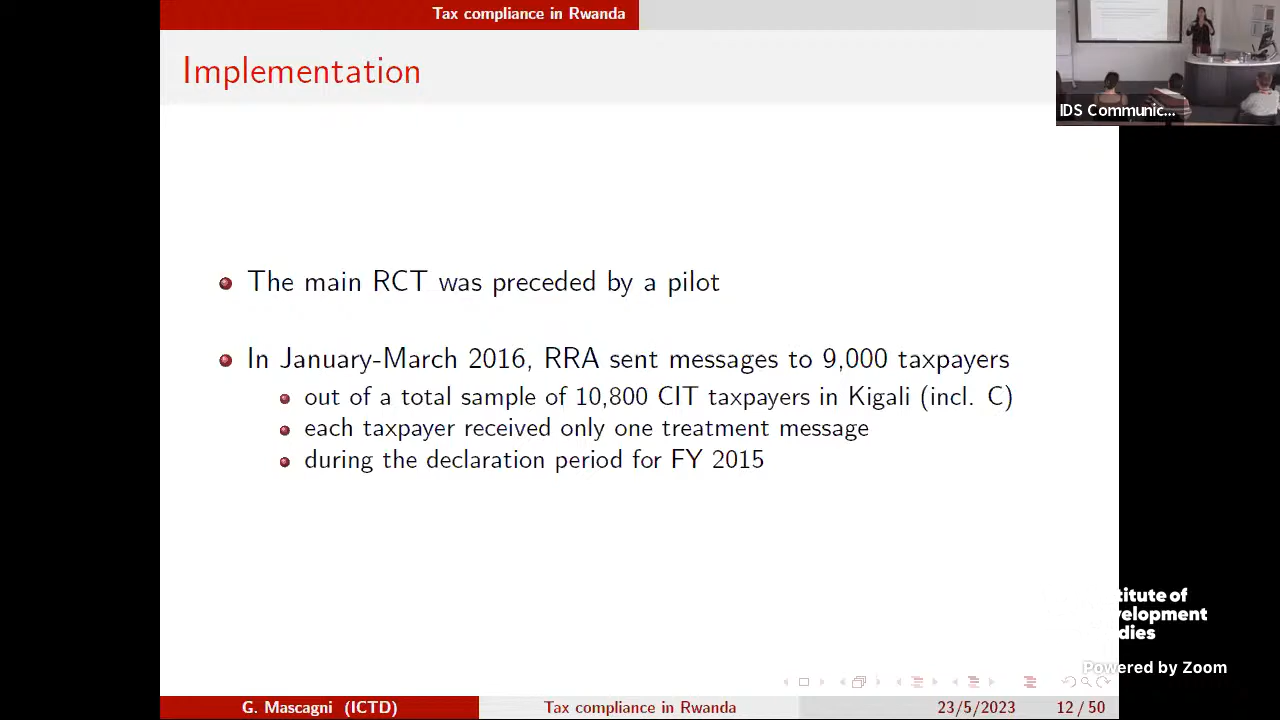 Tax compliance in Rwanda
Implementation
IDS Communic...
The main RCT was preceded by a pilot
In January-March 2016, RRA sent messages to 9,000 taxpayers
out of a total sample of 10,800 CIT taxpayers in Kigali (incl. C)
each taxpayer received only one treatment message
during the declaration period for FY 2015
titute of
velopment
dies
Powered by Zoom
G. Mascagni (ICTD)
Tax compliance in Rwanda
23/5/2023
12 / 50